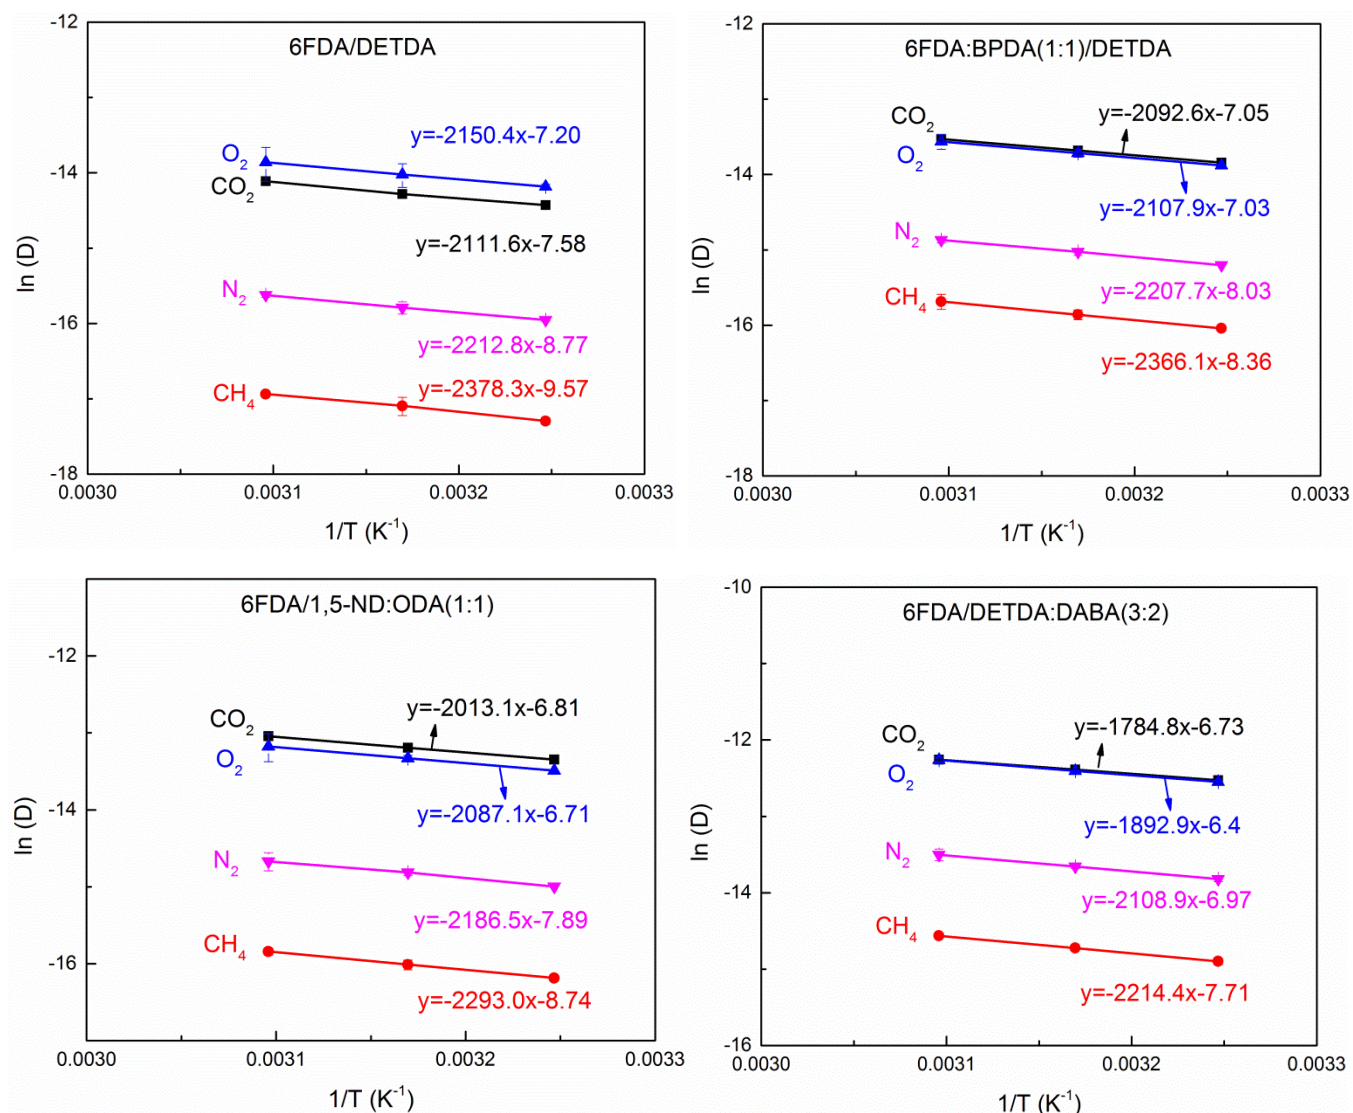 6FDA/DETDA
-12
-14
-16
-18
ln (D)
O2
CO2
N2
CH4
y=-2150.4x-7.20
y=-2111.6x-7.58
y=-2212.8x-8.77
y=-2378.3x-9.57
0.0030 0.0031 0.0032 0.0033
1/T (K-1)
6FDA:BPDA(1:1)/DETDA
-12
-14
-16
-18
ln (D)
CO2
O2
N2
CH4
y=-2092.6x-7.05
y=-2107.9x-7.03
y=-2207.7x-8.03
y=-2366.1x-8.36
0.0030 0.0031 0.0032 0.0033
1/T (K-1)
6FDA/1,5-ND:ODA(1:1)
-12
-14
-16
ln (D)
CO2
O2
N2
CH4
y=-2013.1x-6.81
y=-2087.1x-6.71
y=-2186.5x-7.89
y=-2293.0x-8.74
0.0030 0.0031 0.0032 0.0033
1/T (K-1)
6FDA/DETDA:DABA(3:2)
-10
-12
-14
-16
ln (D)
CO2
O2
N2
CH4
y=-1784.8x-6.73
y=-1892.9x-6.4
y=-2108.9x-6.97
y=-2214.4x-7.71
0.0030 0.0031 0.0032 0.0033
1/T (K-1)